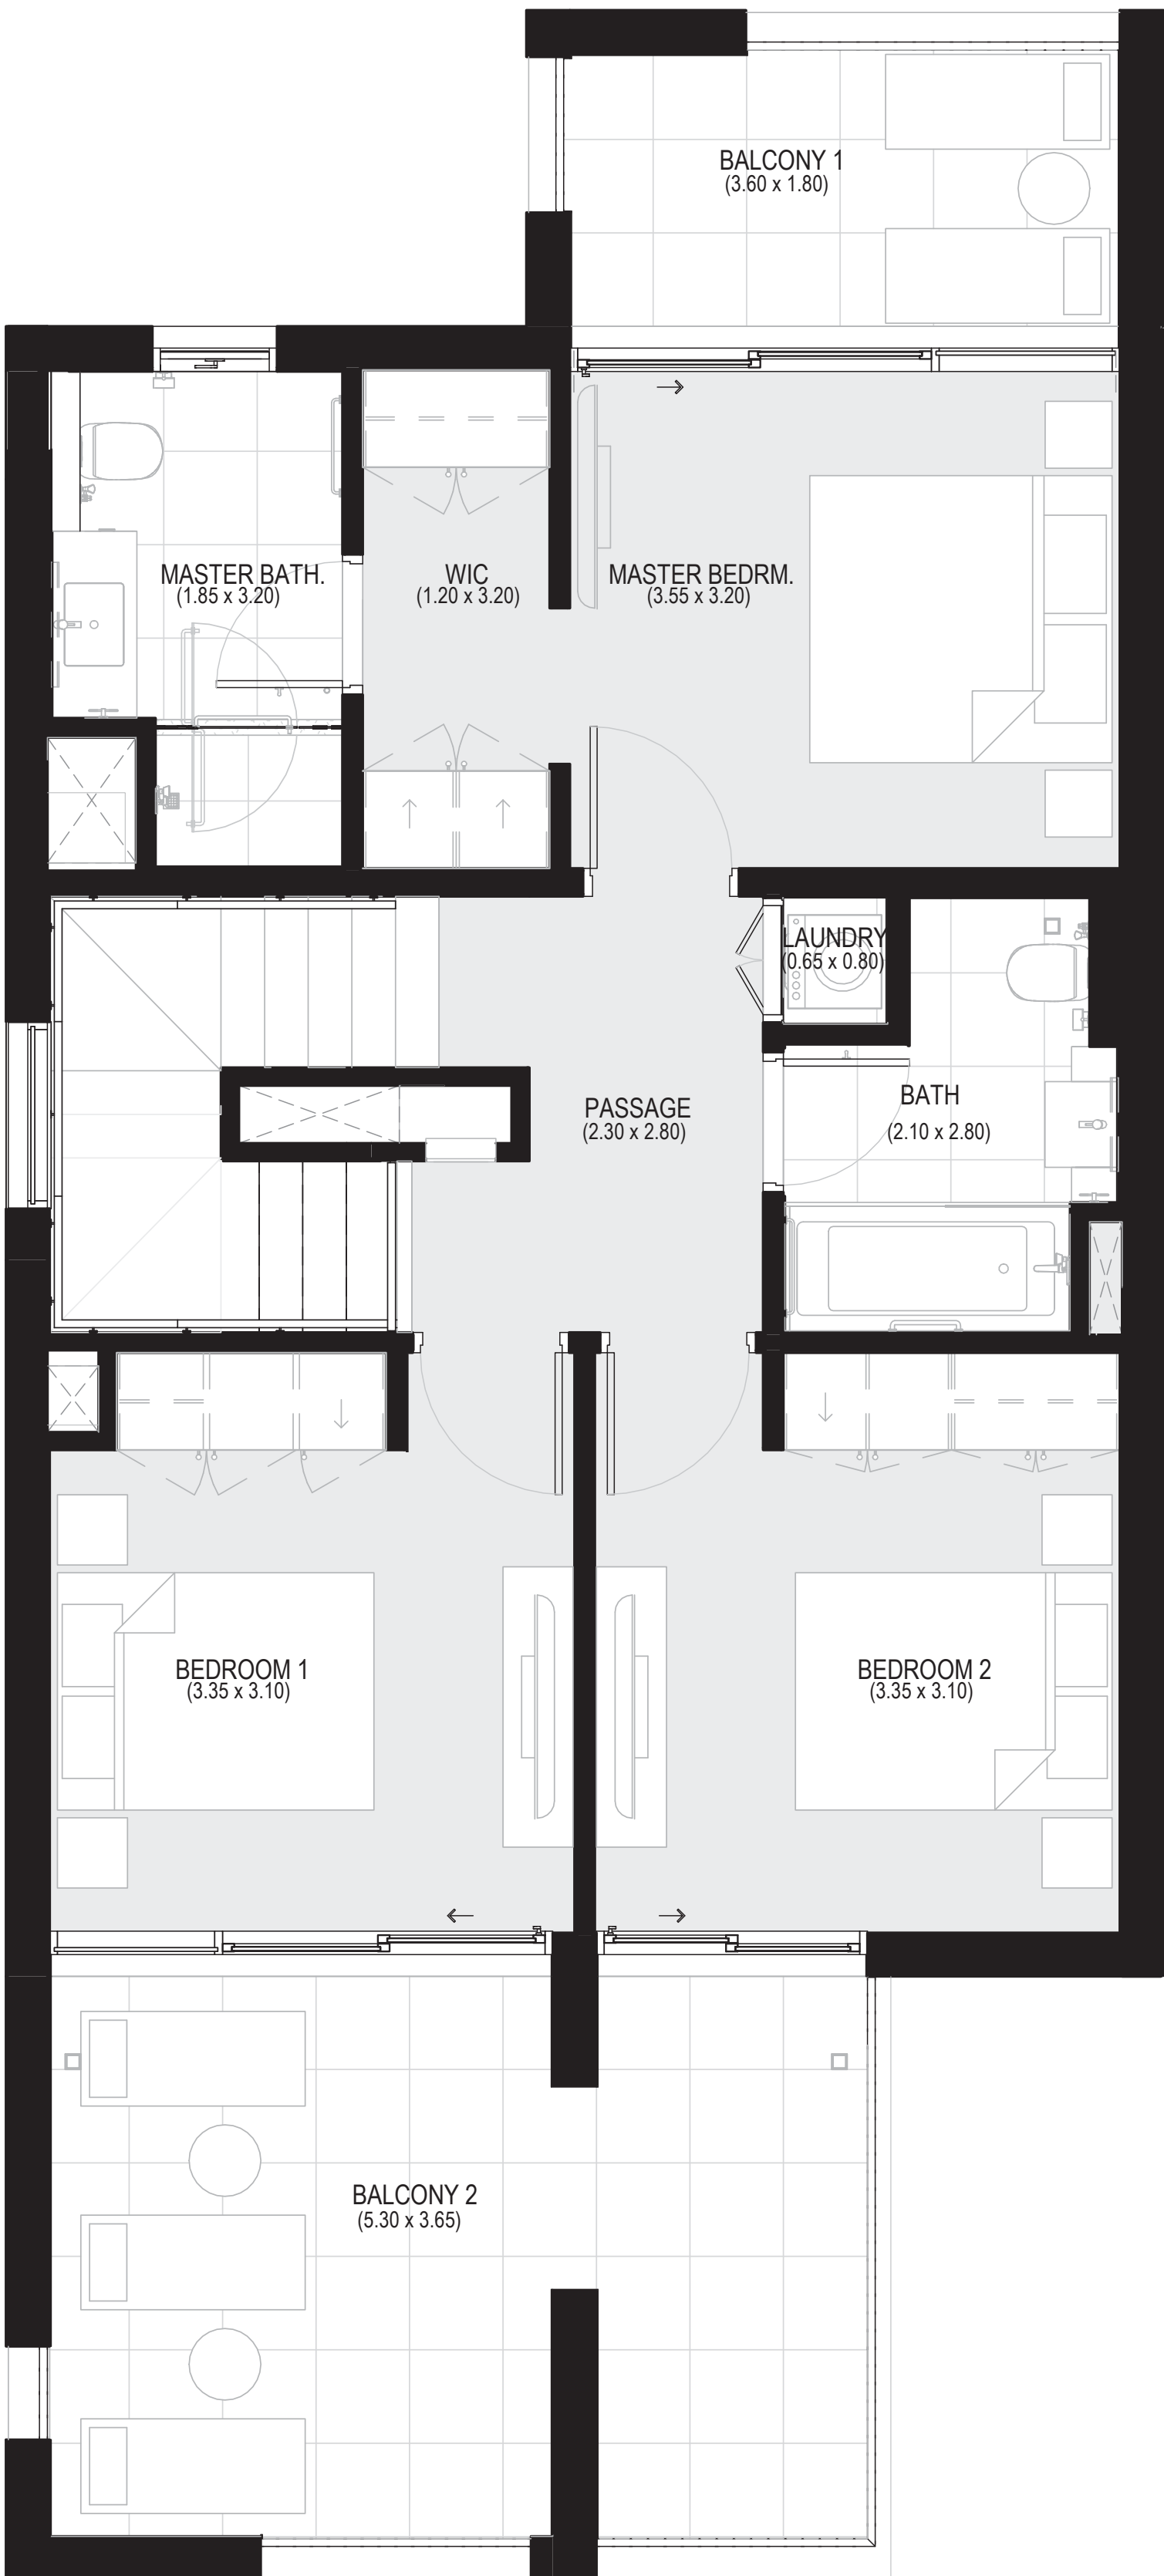 BALCONY 1
(3.60 x 1.80)
MASTER BATH.
(1.85 x 3.20)
WIC
(1.20 x 3.20)
MASTER BEDRM.
(3.55 x 3.20)
LAUNDRY
(0.65 x 0.80)
PASSAGE
(2.30 x 2.80)
BATH
(2.10 x 2.80)
BEDROOM 1
(3.35 x 3.10)
BEDROOM 2
(3.35 x 3.10)
BALCONY 2
(5.30 x 3.65)